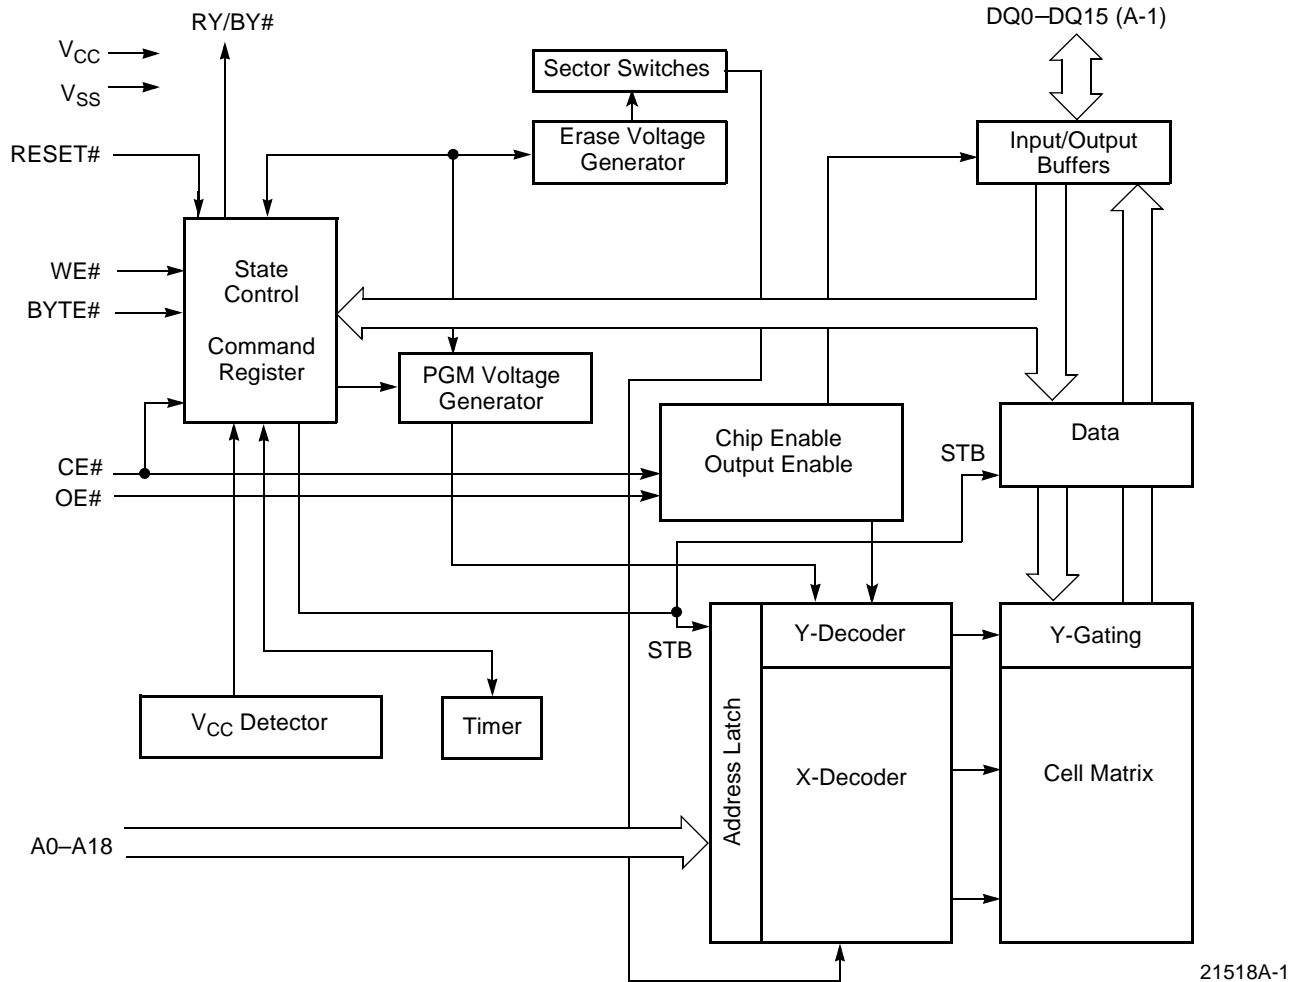 RY/BY#
DQ0–DQ15 (A-1)
VCC
VSS
Sector Switches
RESET#
Erase Voltage
Generator
Input/Output
Buffers
WE#
BYTE#
State
Control
Command
Register
PGM Voltage
Generator
CE#
OE#
Chip Enable
Output Enable
STB
Data
STB
Y-Decoder
Y-Gating
VCC Detector
Timer
Address Latch
X-Decoder
Cell Matrix
A0–A18
21518A-1